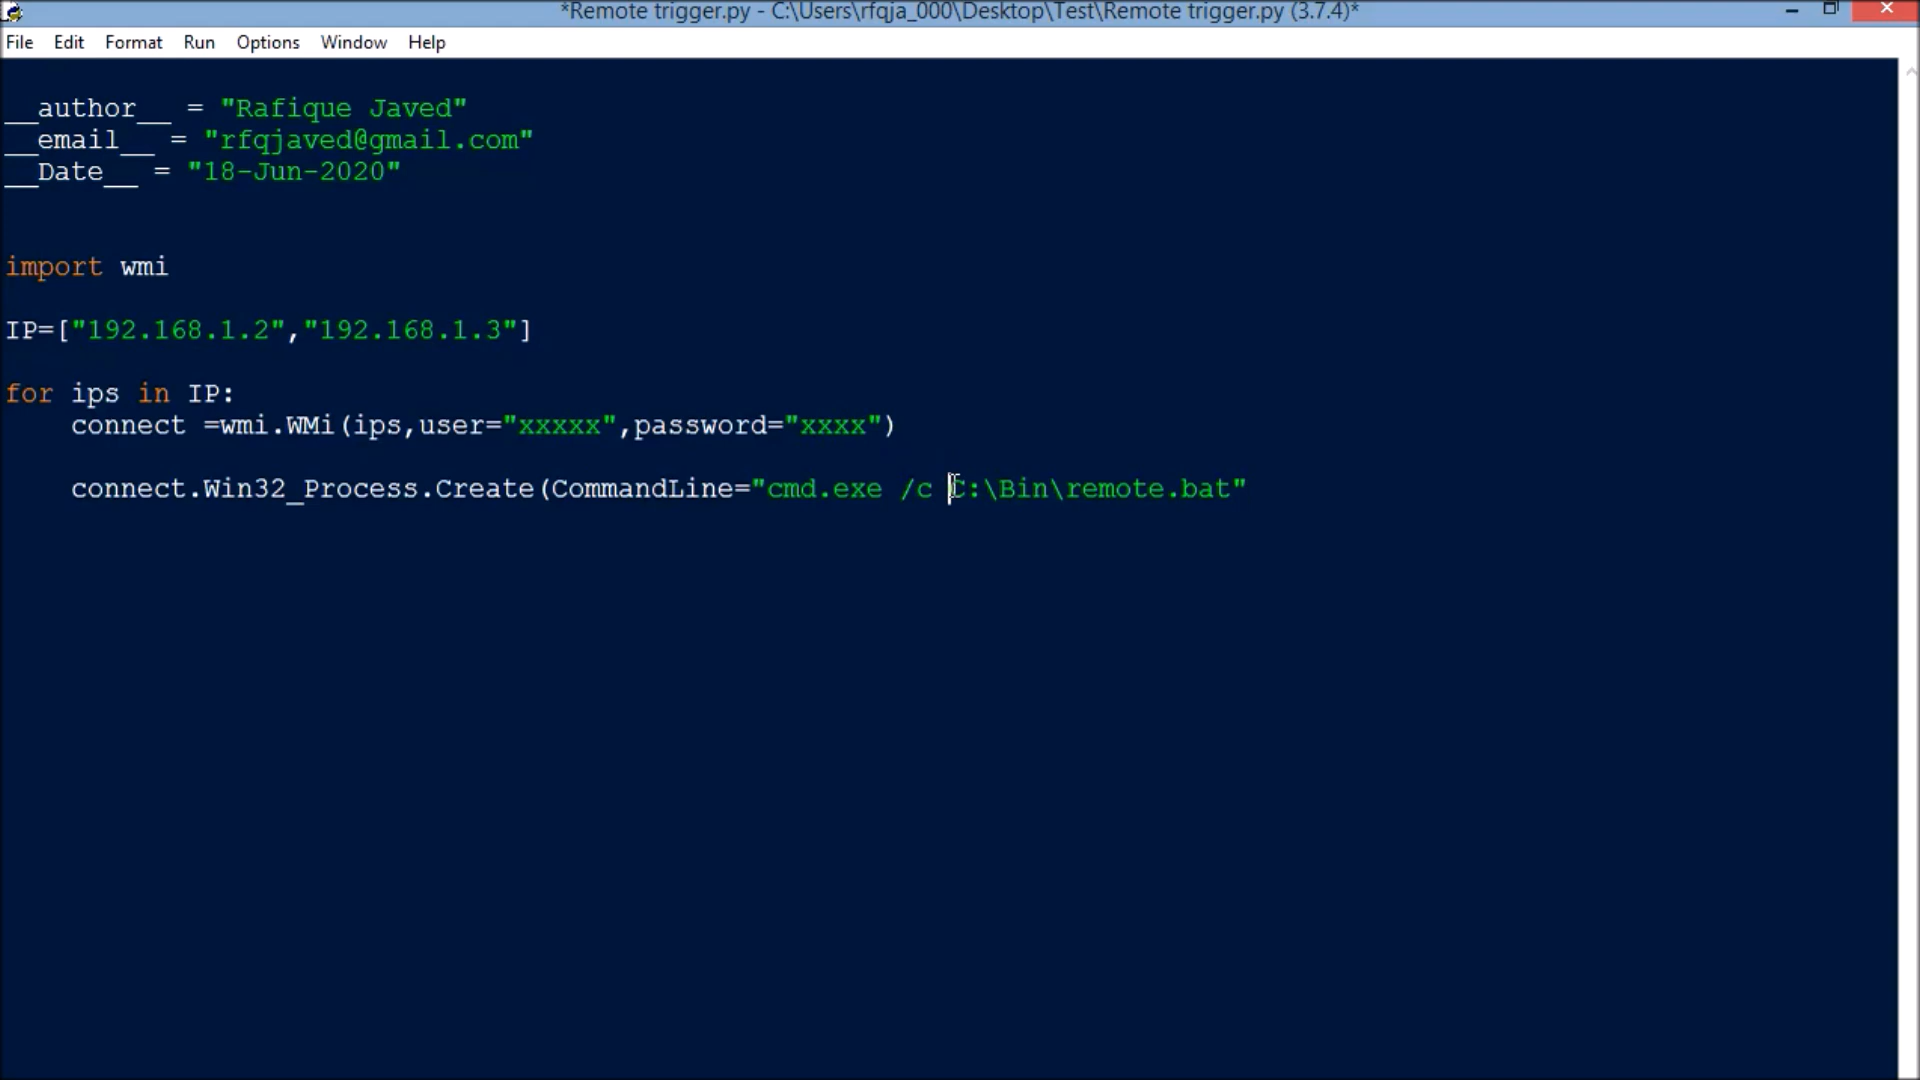 *Remote trigger.py - C:\Users\rfqja_000\Desktop\Test\Remote trigger.py (3.7.4)*
File Edit Format Run Options Window Help
__author__ = "Rafique Javed"
__email__ = "rfqjaved@gmail.com"
__Date__ = "18-Jun-2020"
import wmi
IP=["192.168.1.2","192.168.1.3"]
for ips in IP:
connect =wmi.WMi(ips,user="xxxxx",password="xxxx")
connect.Win32_Process.Create(CommandLine="cmd.exe /c C:\Bin\remote.bat"